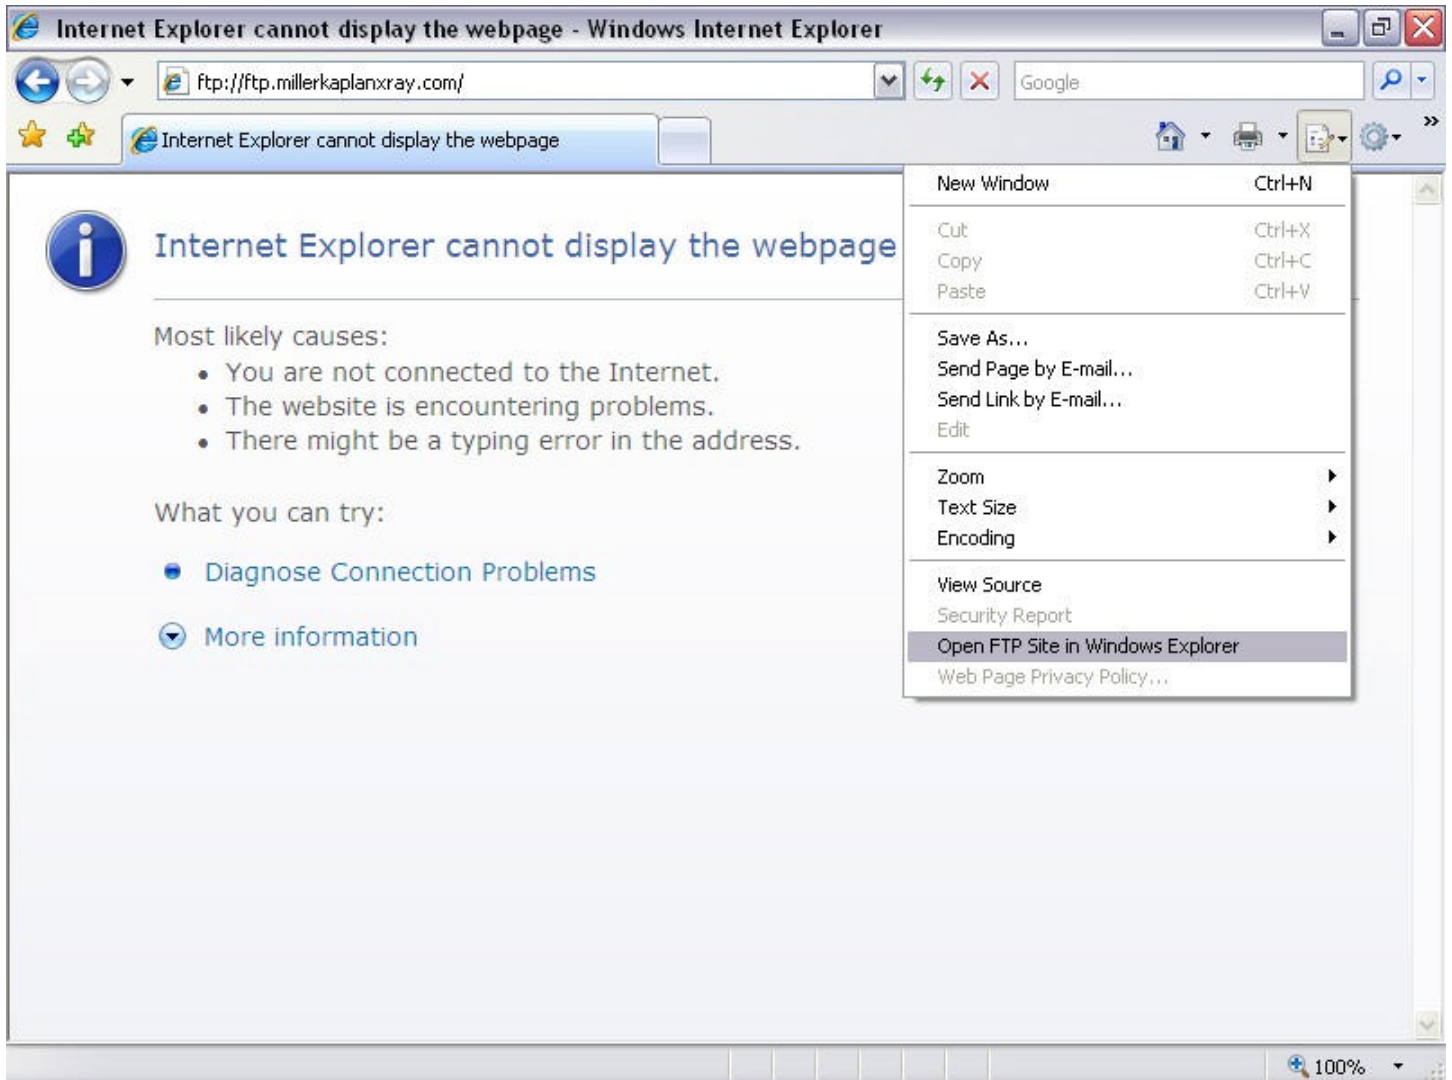 Internet Explorer cannot display the webpage - Windows Internet Explorer
ftp://ftp.millerkaplanxray.com/
Google
Internet Explorer cannot display the webpage
»
New Window Ctrl+N
Cut Ctrl+X
Copy Ctrl+C
Paste Ctrl+V
Save As...
Send Page by E-mail...
Send Link by E-mail...
Edit
Zoom
Text Size
Encoding
View Source
Security Report
Open FTP Site in Windows Explorer
Web Page Privacy Policy...
Internet Explorer cannot display the webpage
Most likely causes:
• You are not connected to the Internet.
• The website is encountering problems.
• There might be a typing error in the address.
What you can try:
Diagnose Connection Problems
More information
100%